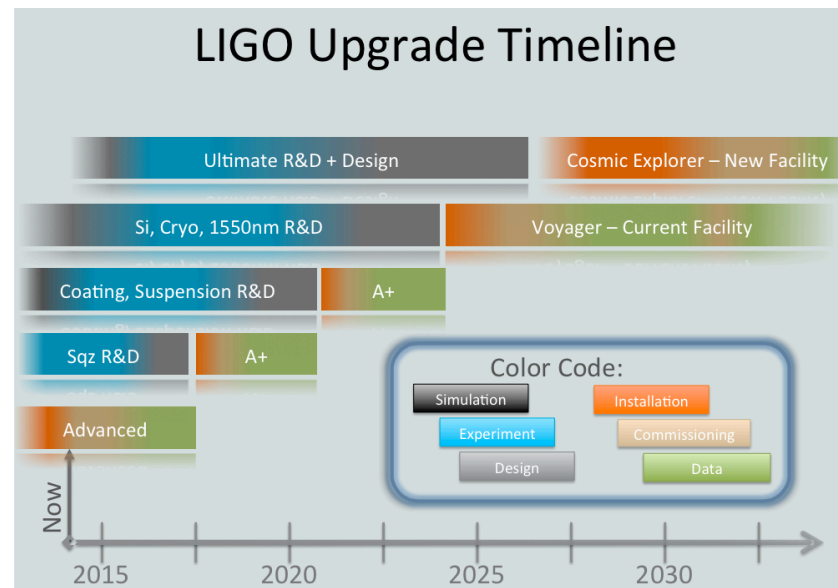 LIGO Upgrade Timeline
Ultimate R&D + Design
Cosmic Explorer – New Facility
Si, Cryo, 1550nm R&D
Voyager – Current Facility
Coating, Suspension R&D
A+
Sqz R&D
A+
Color Code:
Simulation
Installation
Experiment
Commissioning
Design
Data
Advanced
Now
2015
2020
2025
2030